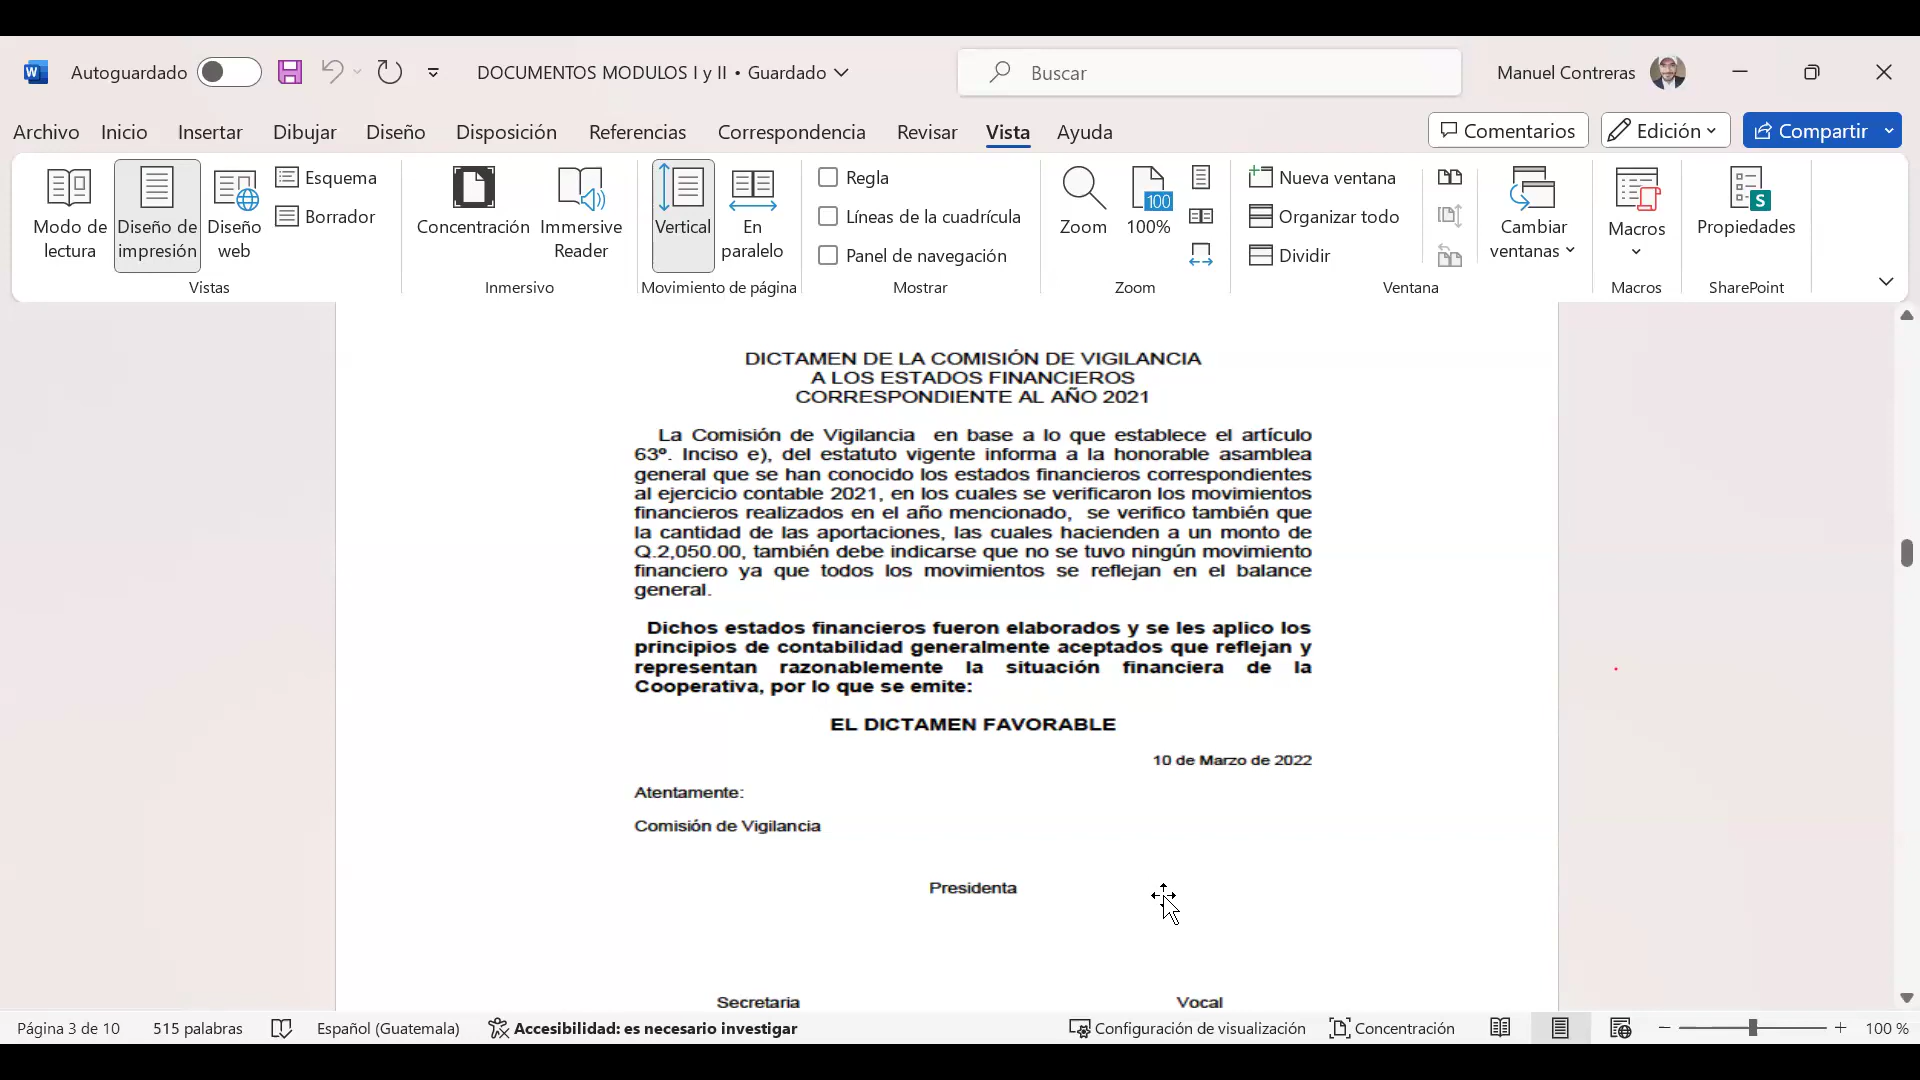 Autoguardado
DOCUMENTOS MODULOS I y II • Guardado
Buscar
Manuel Contreras
Archivo Inicio Insertar Dibujar Diseño Disposición Referencias Correspondencia Revisar Vista Ayuda
Comentarios Edición Compartir
Modo de lectura
Diseño de impresión
Diseño web
Esquema
Borrador
Vistas
Concentración
Immersive Reader
Inmersivo
Vertical
En paralelo
Movimiento de página
Regla
Líneas de la cuadrícula
Panel de navegación
Mostrar
Zoom
100
100%
Zoom
Nueva ventana
Organizar todo
Dividir
Cambiar ventanas
Ventana
Macros
Macros
S
Propiedades
SharePoint
DICTAMEN DE LA COMISIÓN DE VIGILANCIA
A LOS ESTADOS FINANCIEROS
CORRESPONDIENTE AL AÑO 2021
La Comisión de Vigilancia en base a lo que establece el artículo
63º. Inciso e), del estatuto vigente informa a la honorable asamblea
general que se han conocido los estados financieros correspondientes
al ejercicio contable 2021, en los cuales se verificaron los movimientos
financieros realizados en el año mencionado, se verifico también que
la cantidad de las aportaciones, las cuales hacienden a un monto de
Q.2,050.00, también debe indicarse que no se tuvo ningún movimiento
financiero ya que todos los movimientos se reflejan en el balance
general.
Dichos estados financieros fueron elaborados y se les aplico los
principios de contabilidad generalmente aceptados que reflejan y
representan razonablemente la situación financiera de la
Cooperativa, por lo que se emite:
EL DICTAMEN FAVORABLE
10 de Marzo de 2022
Atentamente:
Comisión de Vigilancia
Presidenta
Secretaria Vocal
Página 3 de 10 515 palabras Español (Guatemala) Accesibilidad: es necesario investigar Configuración de visualización Concentración 100 %